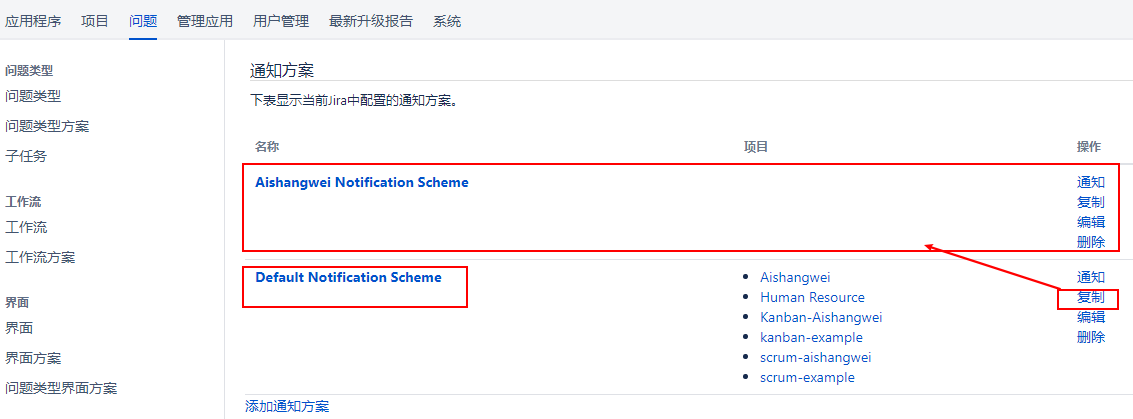 应用程序 项目 问题 管理应用 用户管理 最新升级报告 系统
问题类型
问题类型
问题类型方案
子任务
工作流
工作流
工作流方案
界面
界面
界面方案
问题类型界面方案
通知方案
下表显示当前Jira中配置的通知方案。
名称 项目 操作
Aishangwei Notification Scheme
通知
复制
编辑
删除
Default Notification Scheme
Aishangwei
Human Resource
Kanban-Aishangwei
kanban-example
scrum-aishangwei
scrum-example
通知
复制
编辑
删除
添加通知方案